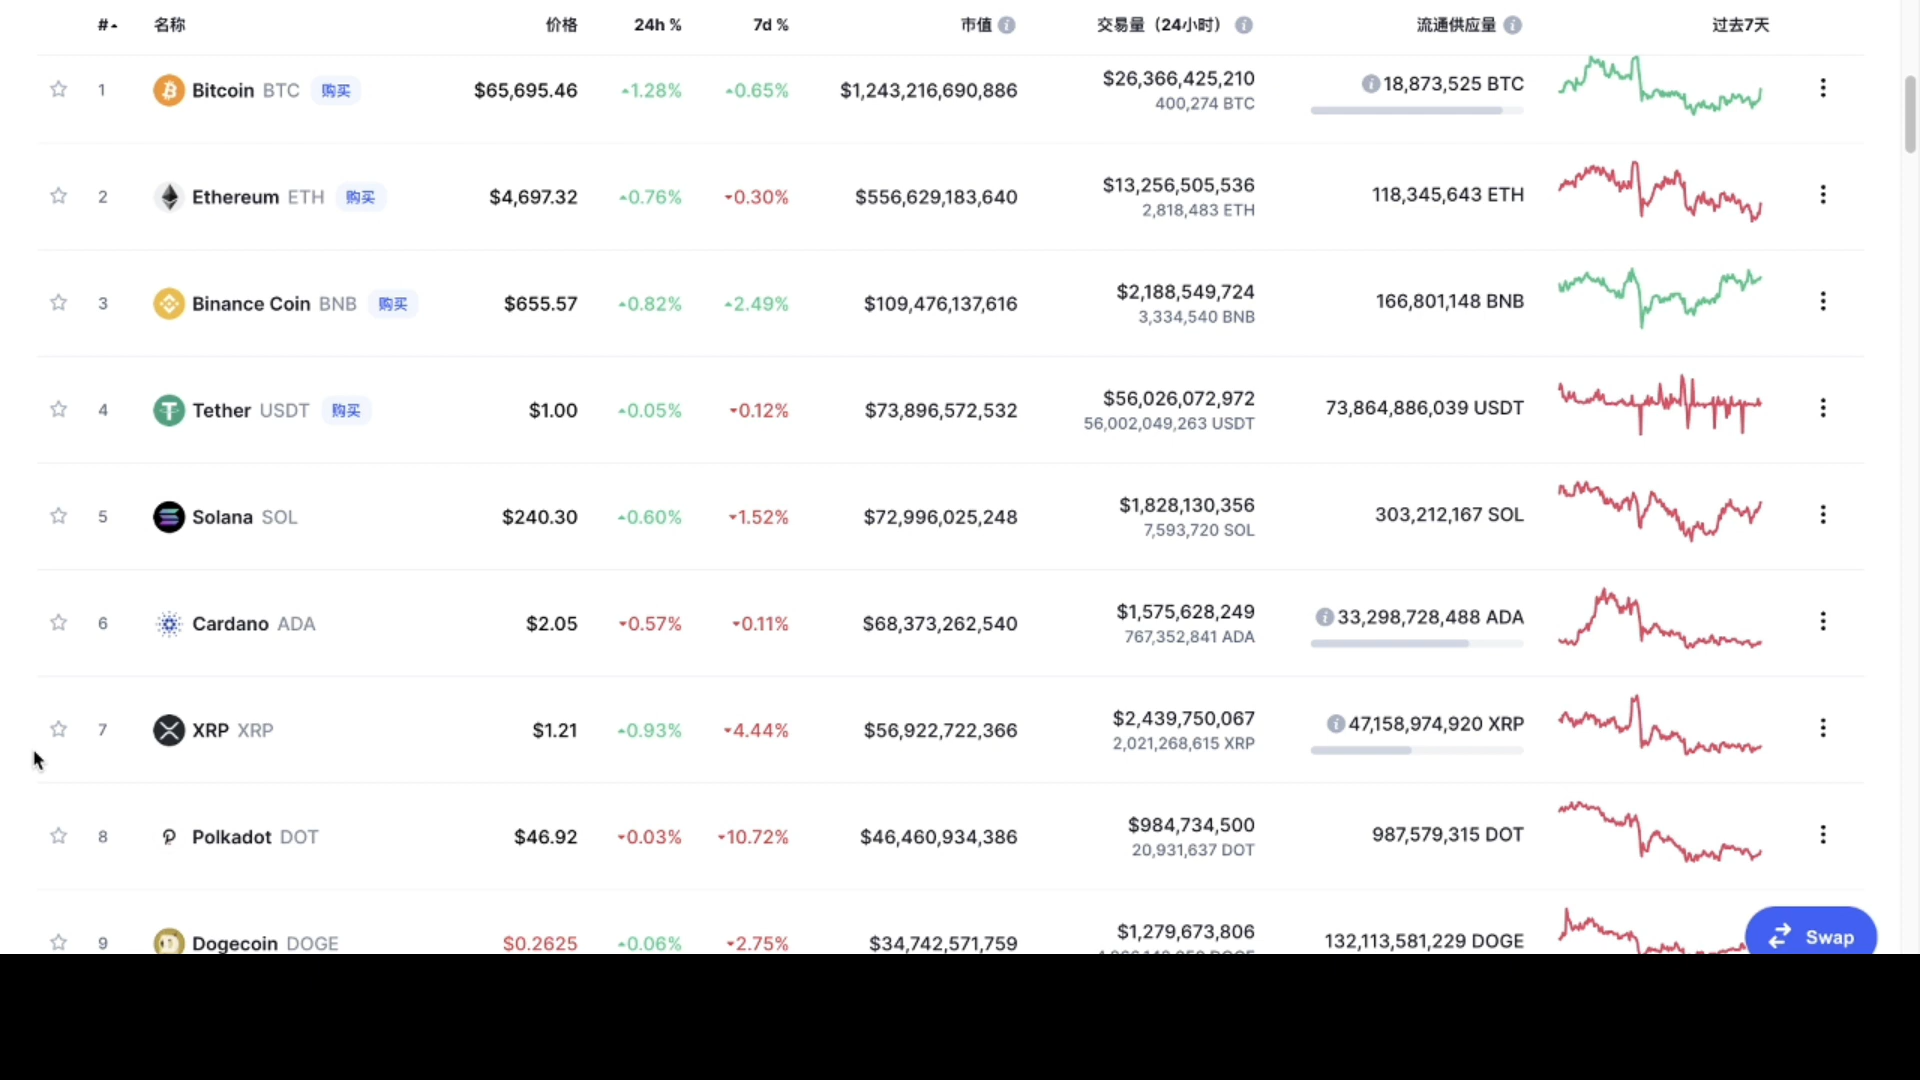 # 名称 价格 24h % 7d % 市值 交易量（24小时） 流通供应量 过去7天
1 Bitcoin BTC 购买 $65,695.46 1.28% 0.65% $1,243,216,690,886 $26,366,425,210 18,873,525 BTC
400,274 BTC
2 Ethereum ETH 购买 $4,697.32 0.76% 0.30% $556,629,183,640 $13,256,505,536 118,345,643 ETH
2,818,483 ETH
3 Binance Coin BNB 购买 $655.57 0.82% 2.49% $109,476,137,616 $2,188,549,724 166,801,148 BNB
3,334,540 BNB
4 Tether USDT 购买 $1.00 0.05% 0.12% $73,896,572,532 $56,026,072,972 73,864,886,039 USDT
56,002,049,263 USDT
5 Solana SOL $240.30 0.60% 1.52% $72,996,025,248 $1,828,130,356 303,212,167 SOL
7,593,720 SOL
6 Cardano ADA $2.05 0.57% 0.11% $68,373,262,540 $1,575,628,249 33,298,728,488 ADA
767,352,841 ADA
7 XRP XRP $1.21 0.93% 4.44% $56,922,722,366 $2,439,750,067 47,158,974,920 XRP
2,021,268,615 XRP
8 Polkadot DOT $46.92 0.03% 10.72% $46,460,934,386 $984,734,500 987,579,315 DOT
20,931,637 DOT
9 Dogecoin DOGE $0.2625 0.06% 2.75% $34,742,571,759 $1,279,673,806 132,113,581,229 DOGE
Swap